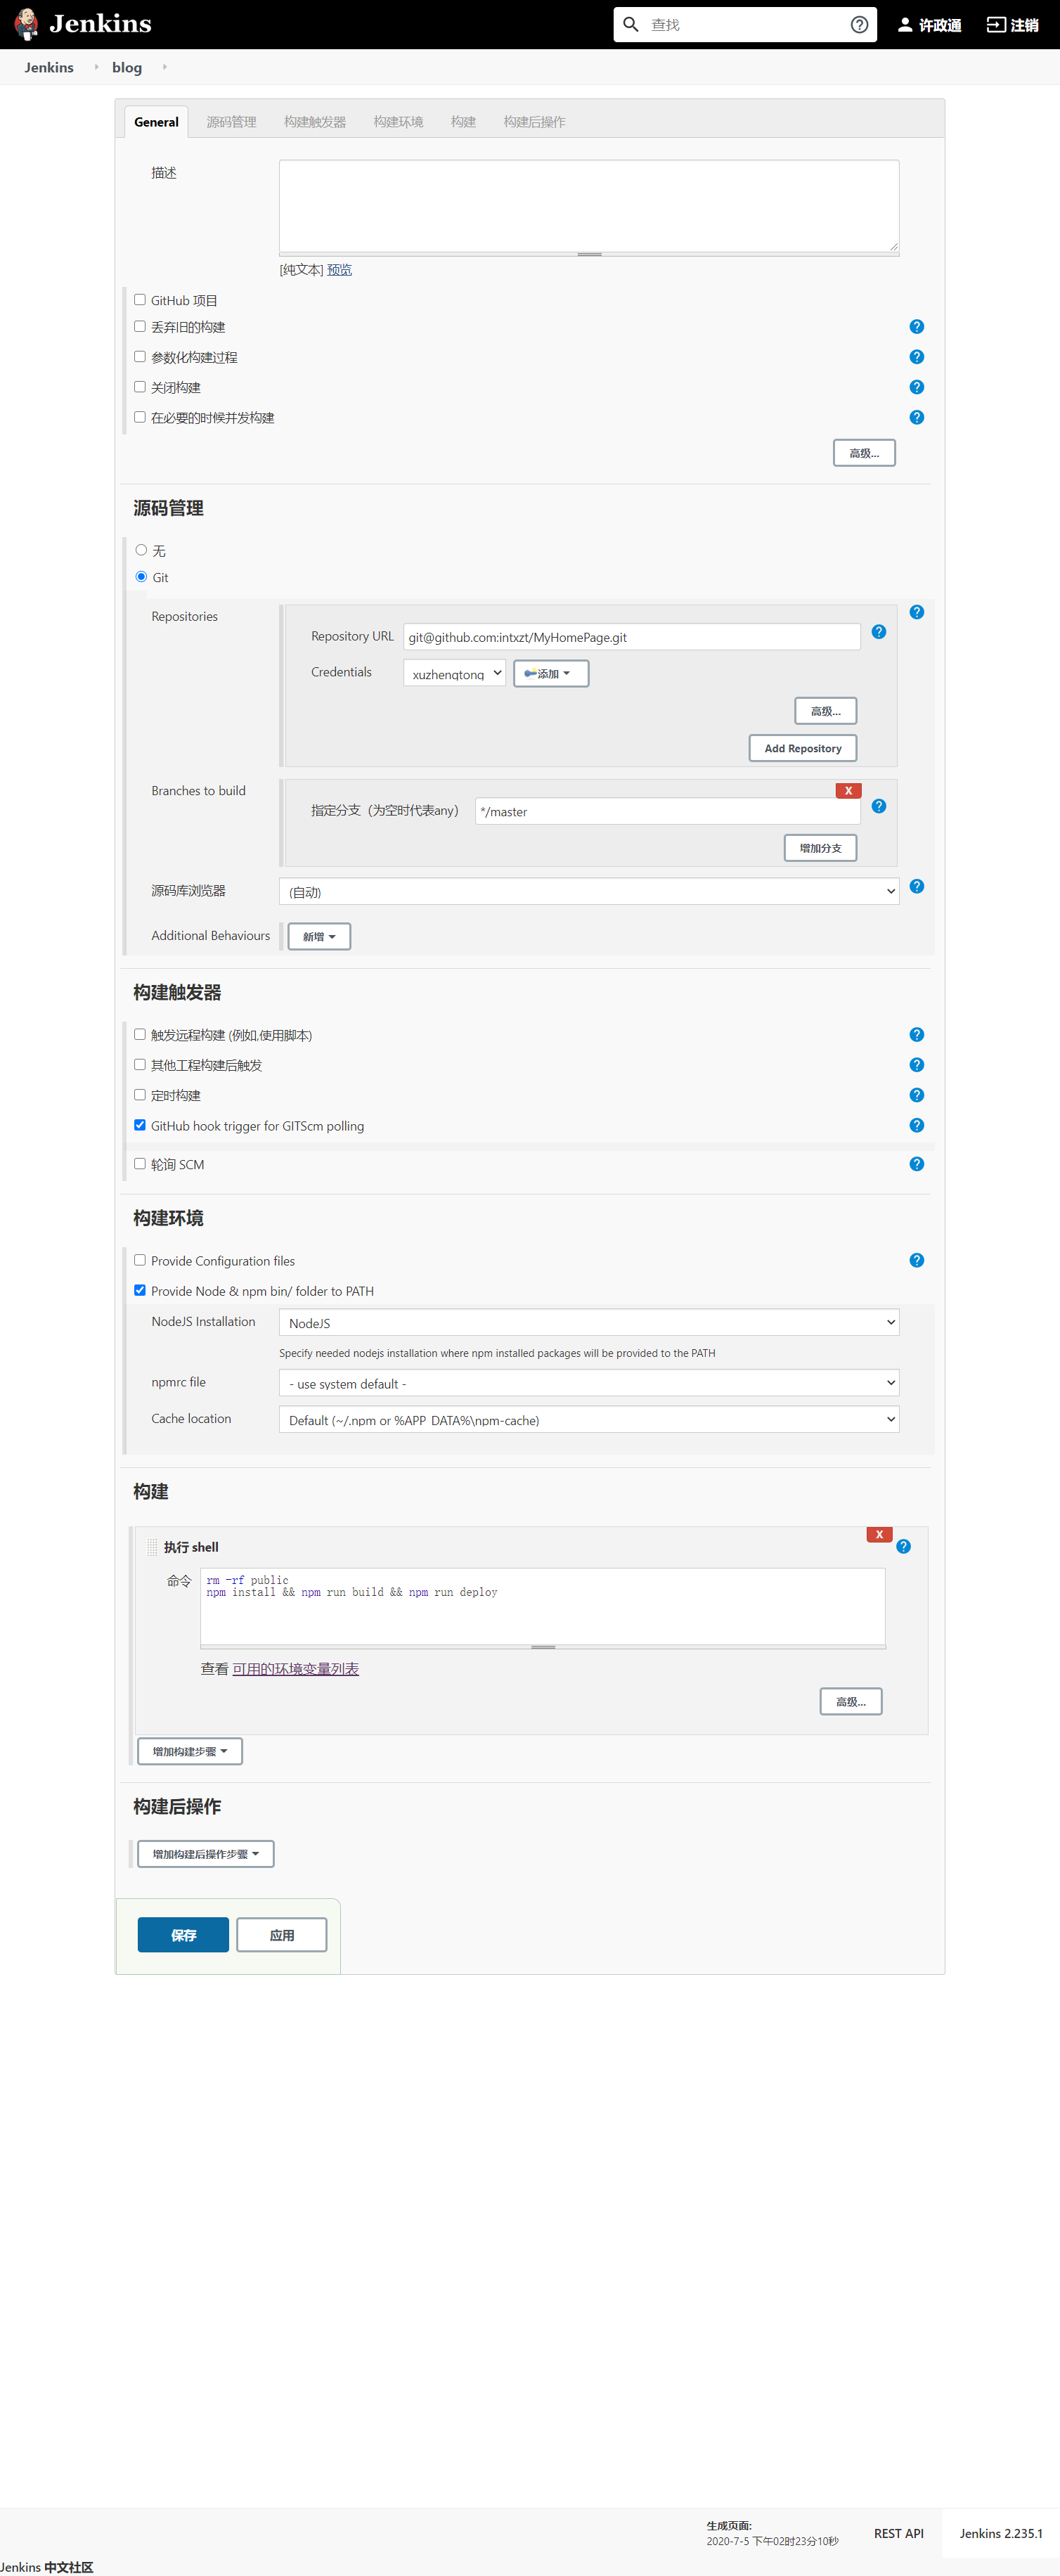 Jenkins
查找
许政通
注销
Jenkins
blog
General
源码管理
构建触发器
构建环境
构建
构建后操作
描述
[纯文本] 预览
GitHub 项目
丢弃旧的构建
参数化构建过程
关闭构建
在必要的时候并发构建
高级...
源码管理
无
Git
Repositories
Repository URL
git@github.com:intxzt/MyHomePage.git
Credentials
xuzhengtong
添加
高级...
Add Repository
Branches to build
X
指定分支（为空时代表any）
*/master
增加分支
源码库浏览器
(自动)
Additional Behaviours
新增
构建触发器
触发远程构建 (例如,使用脚本)
其他工程构建后触发
定时构建
GitHub hook trigger for GITScm polling
轮询 SCM
构建环境
Provide Configuration files
Provide Node & npm bin/ folder to PATH
NodeJS Installation
NodeJS
Specify needed nodejs installation where npm installed packages will be provided to the PATH
npmrc file
- use system default -
Cache location
Default (~/.npm or %APP_DATA%\npm-cache)
构建
X
执行 shell
命令
rm -rf public
npm install && npm run build && npm run deploy
查看 可用的环境变量列表
高级...
增加构建步骤
构建后操作
增加构建后操作步骤
保存
应用
生成页面:
2020-7-5 下午02时23分10秒
REST API
Jenkins 2.235.1
Jenkins 中文社区